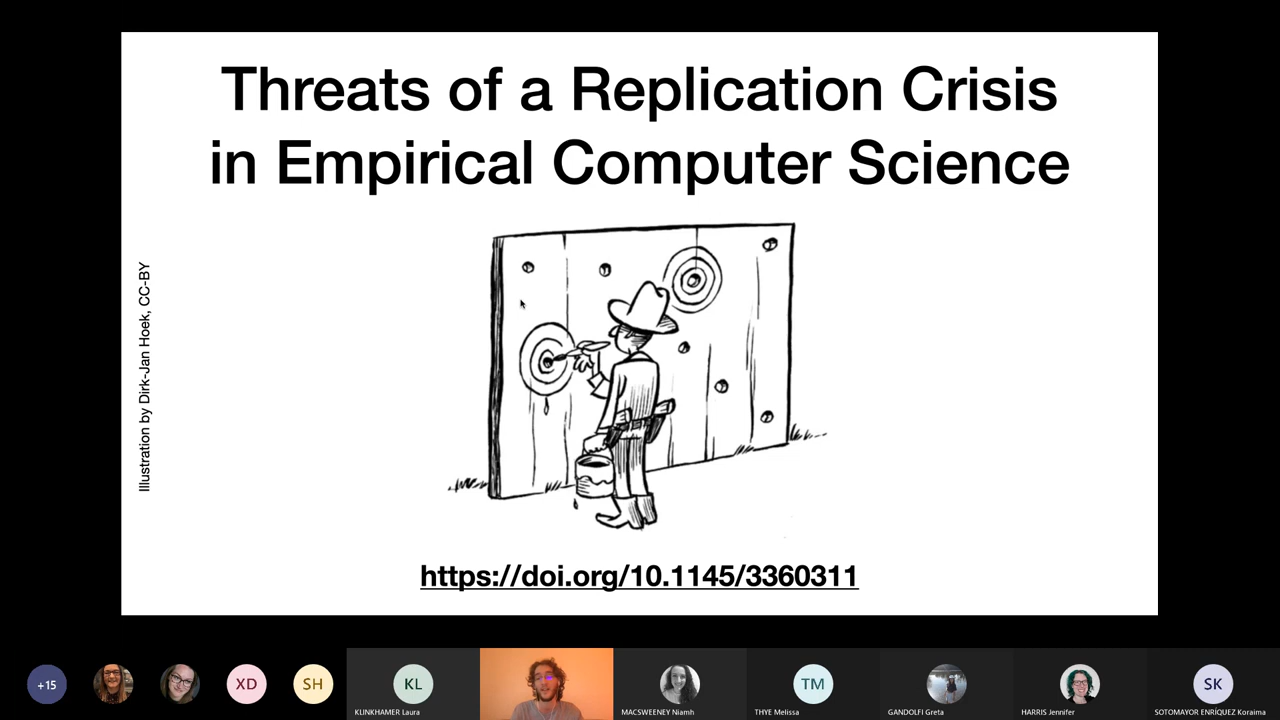 Threats of a Replication Crisis
in Empirical Computer Science
Illustration by Dirk-Jan Hoek, CC-BY
https://doi.org/10.1145/3360311
+15
XD
SH
KL
KLINKHAMER Laura
MACSWEENEY Niamh
TM
THYE Melissa
GANDOLFI Greta
HARRIS Jennifer
SK
SOTOMAYOR ENRÍQUEZ Koraima